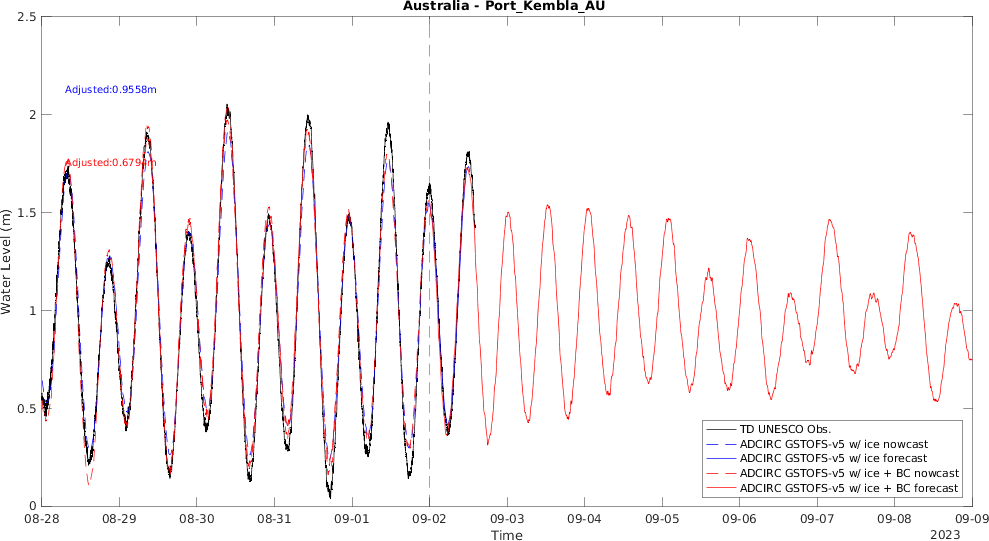 Australia - Port_Kembla_AU
2.5
2
1.5
1
0.5
0
Water Level (m)
Adjusted:0.9558m
08-28
08-29
08-30
08-31
09-01
09-02
09-03
09-04
09-05
09-06
09-07
09-08
09-09
Time
2023
TD UNESCO Obs.
ADCIRC GSTOFS-v5 w/ ice nowcast
ADCIRC GSTOFS-v5 w/ ice forecast
ADCIRC GSTOFS-v5 w/ ice + BC nowcast
ADCIRC GSTOFS-v5 w/ ice + BC forecast